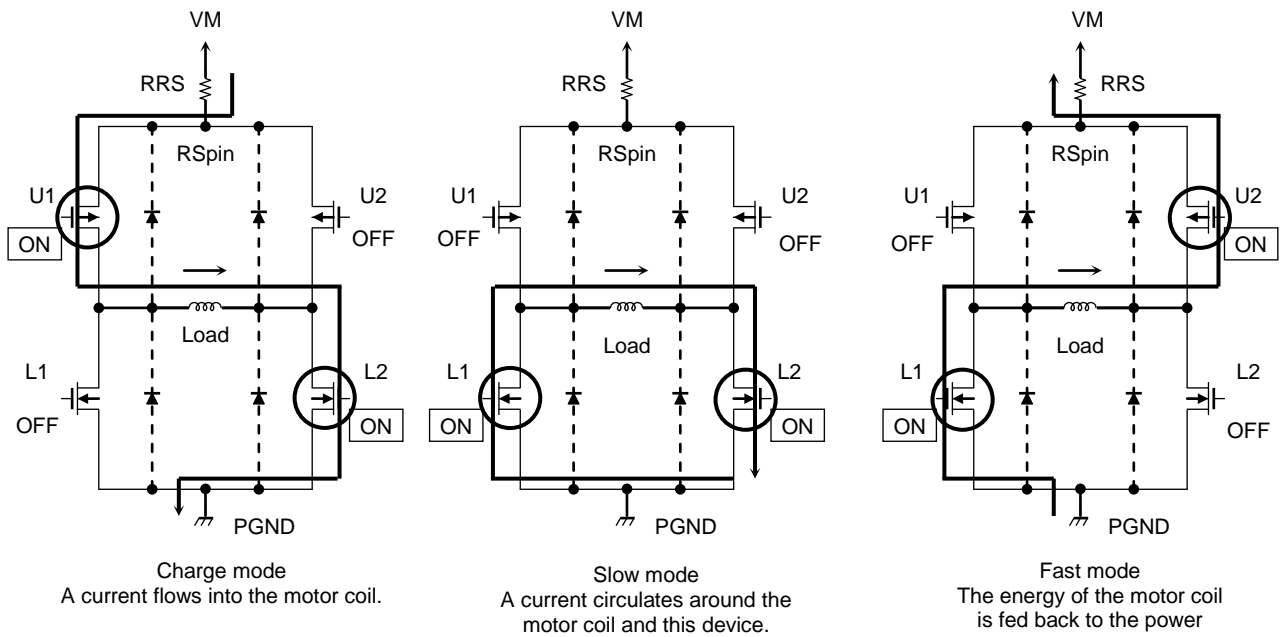 VM
RRS
RSpin
U1
U2
ON
OFF
Load
L1
L2
OFF
ON
PGND
Charge mode
A current flows into the motor coil.
VM
RRS
RSpin
U1
U2
OFF
OFF
Load
L1
L2
ON
ON
PGND
Slow mode
A current circulates around the
motor coil and this device.
VM
RRS
RSpin
U1
U2
OFF
ON
Load
L1
L2
ON
OFF
PGND
Fast mode
The energy of the motor coil
is fed back to the power